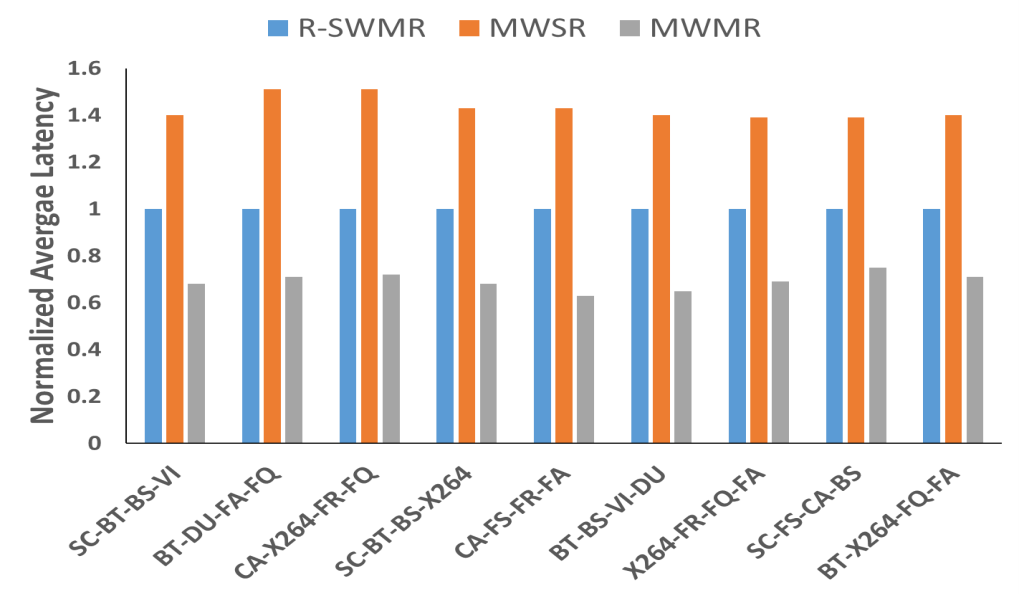 R-SWMR MWSR MWMR
Normalized Avergae Latency
1.6
1.4
1.2
1
0.8
0.6
0.4
0.2
0
SC-BT-BS-VI
BT-DU-FA-FQ
CA-X264-FR-FQ
SC-BT-BS-X264
CA-FS-FR-FA
BT-BS-VI-DU
X264-FR-FQ-FA
SC-FS-CA-BS
BT-X264-FQ-FA